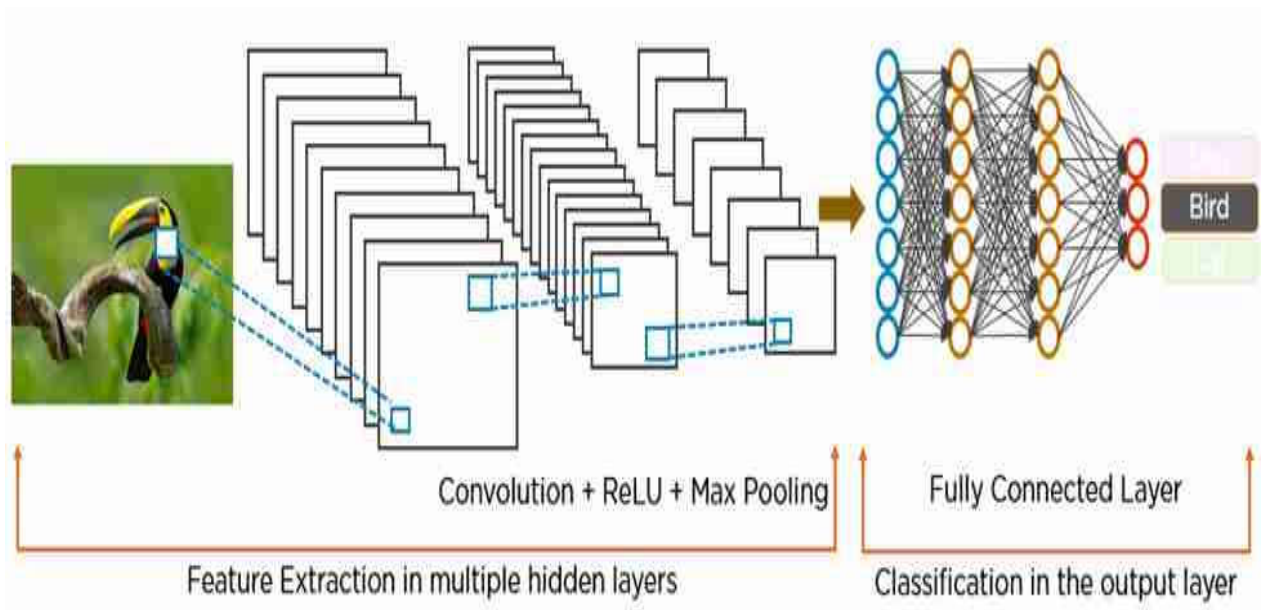 Bird
Convolution + ReLU + Max Pooling
Fully Connected Layer
Feature Extraction in multiple hidden layers
Classification in the output layer